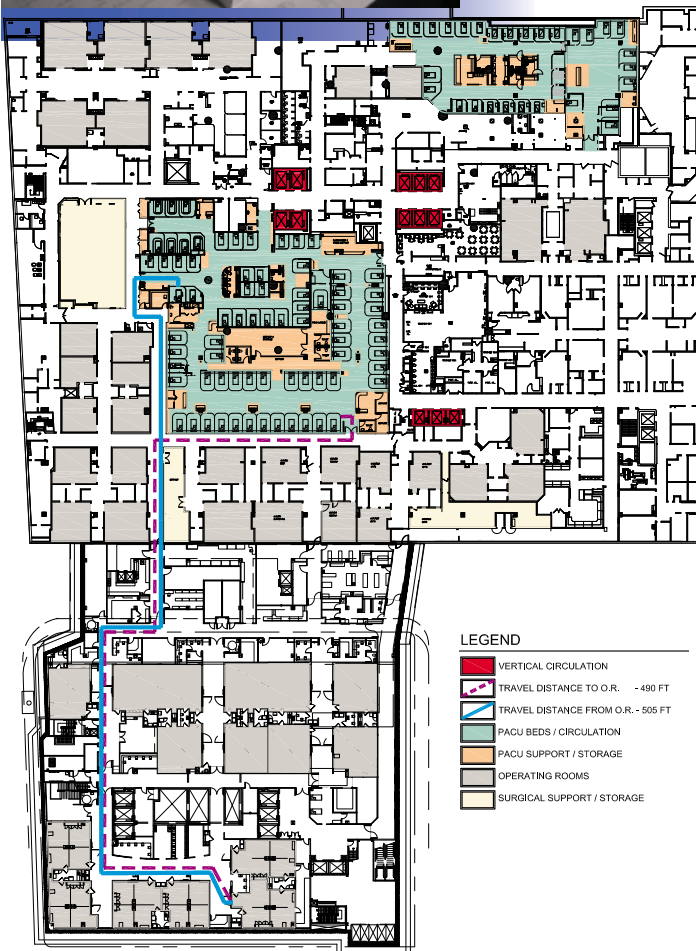 LEGEND
VERTICAL CIRCULATION
TRAVEL DISTANCE TO O.R. - 490 FT
TRAVEL DISTANCE FROM O.R. - 505 FT
PACU BEDS / CIRCULATION
PACU SUPPORT / STORAGE
OPERATING ROOMS
SURGICAL SUPPORT / STORAGE